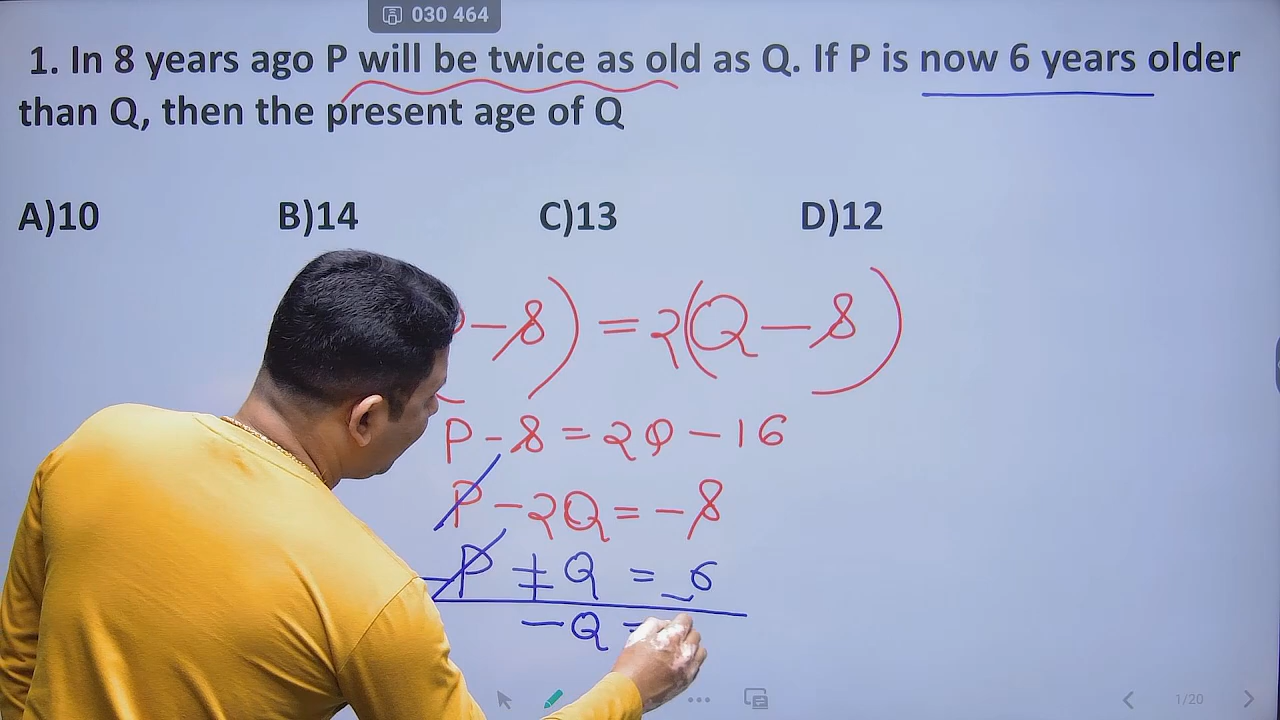 030 464
1. In 8 years ago P will be twice as old as Q. If P is now 6 years older
than Q, then the present age of Q
A)10 B)14 C)13 D)12
- 8) = 2(Q - 8)
P - 8 = 2Q - 16
P - 2Q = -8
- P ∓ Q = -6
- Q =
1/20